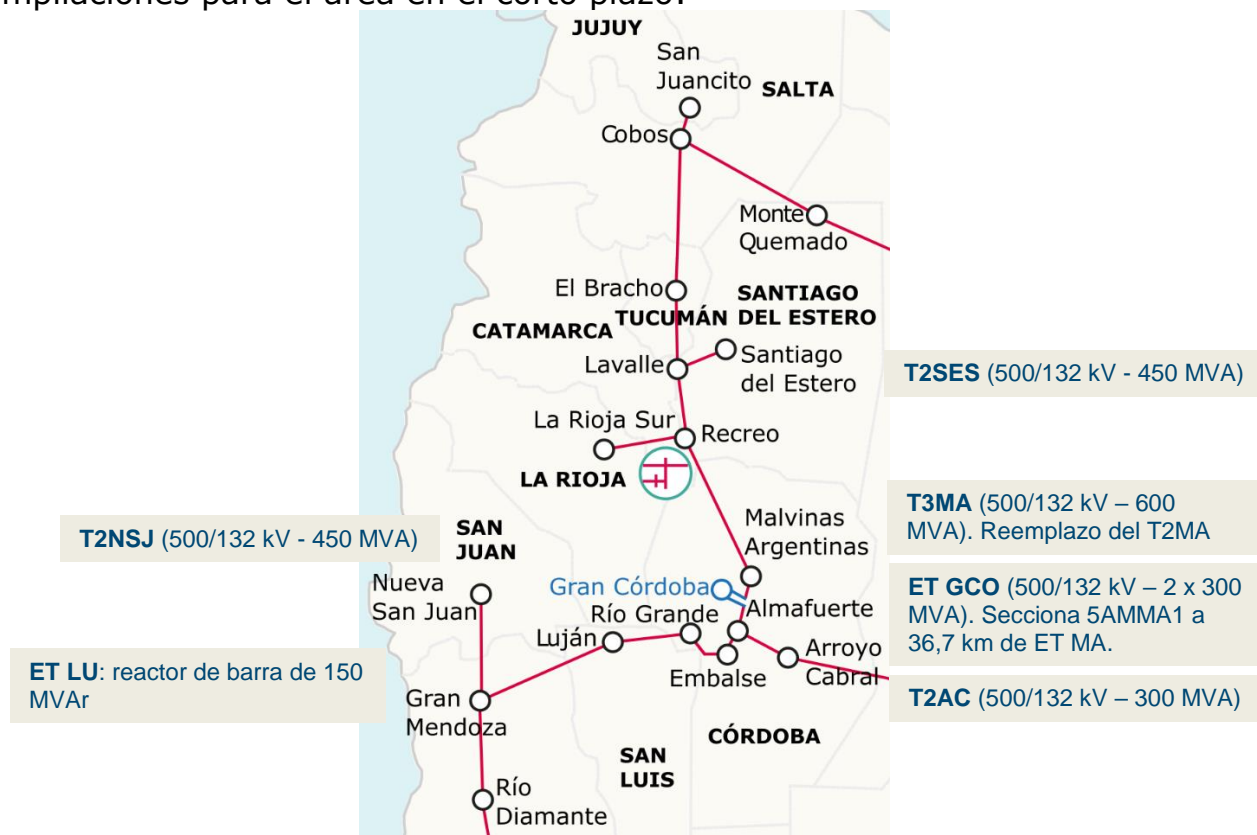 mpliaciones para el área en el corto plazo.
JUJUY
San
Juancito
SALTA
Cobos
Monte
Quemado
El Bracho
SANTIAGO
DEL ESTERO
TUCUMÁN
CATAMARCA
Lavalle
Santiago
del Estero
T2SES (500/132 kV - 450 MVA)
La Rioja Sur
Recreo
LA RIOJA
T3MA (500/132 kV – 600
MVA). Reemplazo del T2MA
Malvinas
Argentinas
T2NSJ (500/132 kV - 450 MVA)
SAN
JUAN
Nueva
San Juan
Gran Córdoba
ET GCO (500/132 kV – 2 x 300
MVA). Secciona 5AMMA1 a
36,7 km de ET MA.
Río Grande
Almafuerte
Luján
Embalse
Arroyo
Cabral
ET LU: reactor de barra de 150
MVAr
Gran
Mendoza
T2AC (500/132 kV – 300 MVA)
CÓRDOBA
SAN
LUIS
Río
Diamante